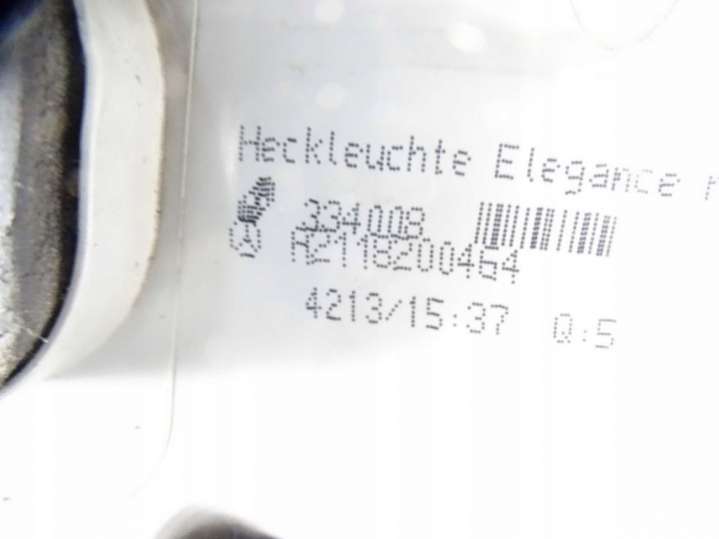 Heckleuchte Elegance r
334008
A2118200464
4213/15:37 Q:5